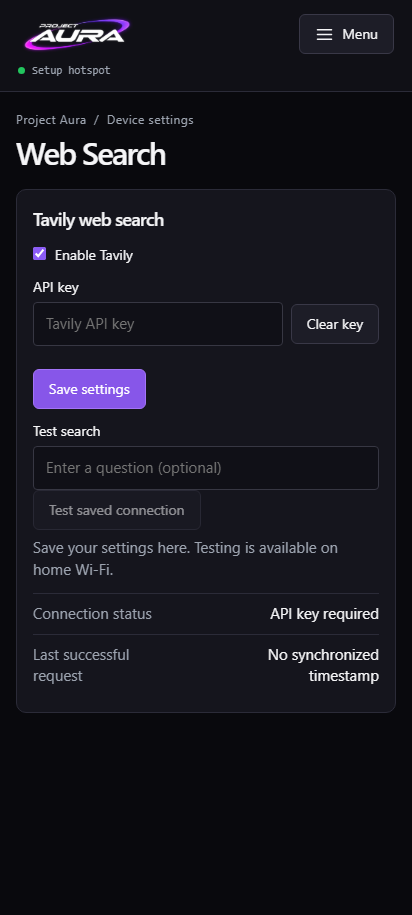 PROJECT
AURA
Menu
Setup hotspot
Project Aura / Device settings
Web Search
Tavily web search
Enable Tavily
API key
Tavily API key
Clear key
Save settings
Test search
Enter a question (optional)
Test saved connection
Save your settings here. Testing is available on
home Wi-Fi.
Connection status
API key required
Last successful
request
No synchronized
timestamp